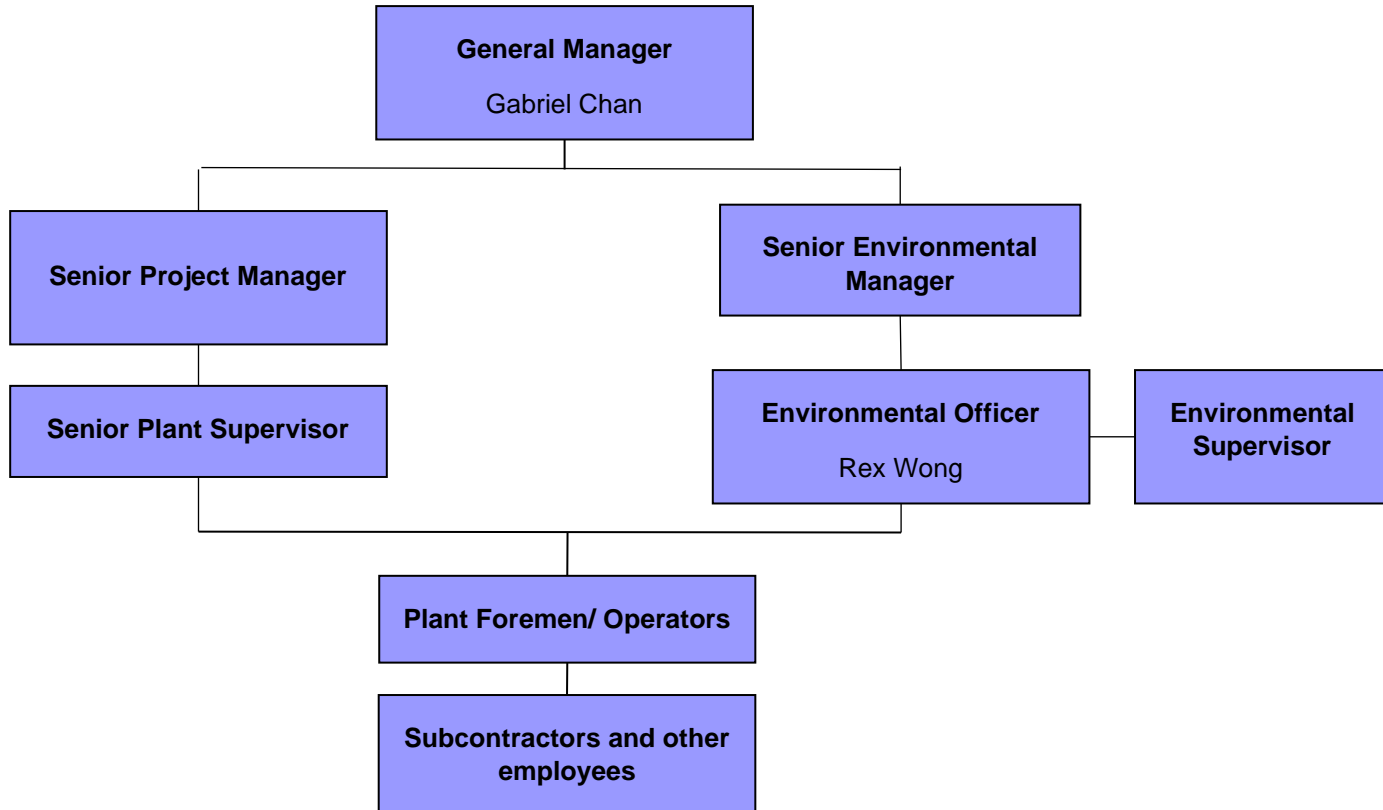 General Manager
Gabriel Chan
Senior Project Manager
Senior Environmental
Manager
Senior Plant Supervisor
Environmental Officer
Rex Wong
Environmental
Supervisor
Plant Foremen/ Operators
Subcontractors and other
employees